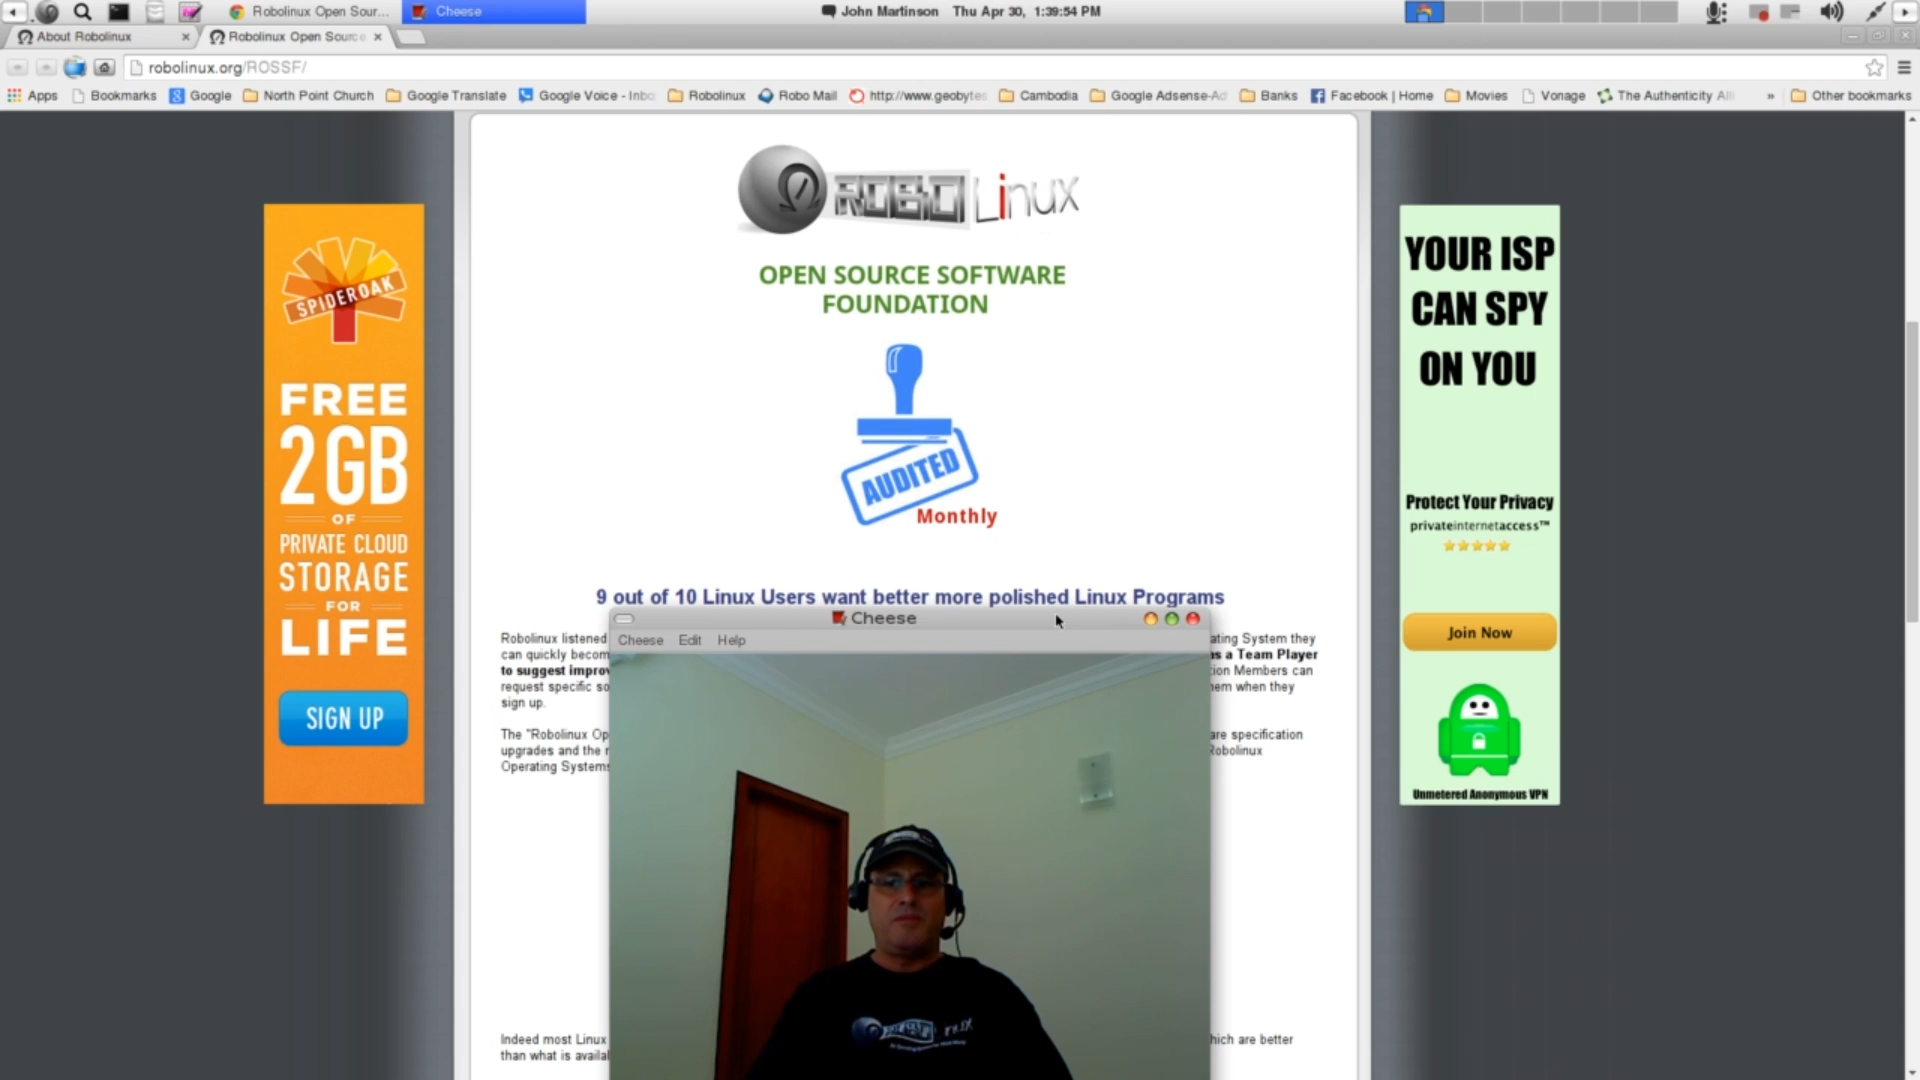 Robolinux Open Sour...
Cheese
John Martinson Thu Apr 30, 1:39:54 PM
About Robolinux
Robolinux Open Source
robolinux.org/ROSSF/
Apps Bookmarks Google North Point Church Google Translate Google Voice - Inbo Robolinux Robo Mail http://www.geobytes Cambodia Google Adsense-Ad Banks Facebook | Home Movies Vonage The Authenticity All » Other bookmarks
ROBO Linux
OPEN SOURCE SOFTWARE
FOUNDATION
AUDITED
Monthly
SPIDEROAK
FREE
2GB
OF
PRIVATE CLOUD
STORAGE
FOR
LIFE
SIGN UP
YOUR ISP
CAN SPY
ON YOU
Protect Your Privacy
privateinternetaccess™
Join Now
Unmetered Anonymous VPN
9 out of 10 Linux Users want better more polished Linux Programs
Cheese
Cheese Edit Help
Robolinux listened
ating System they
can quickly becom
as a Team Player
to suggest improv
tion Members can
request specific so
hem when they
sign up.
The "Robolinux Op
are specification
upgrades and the r
Robolinux
Operating Systems
Indeed most Linux
hich are better
than what is availal